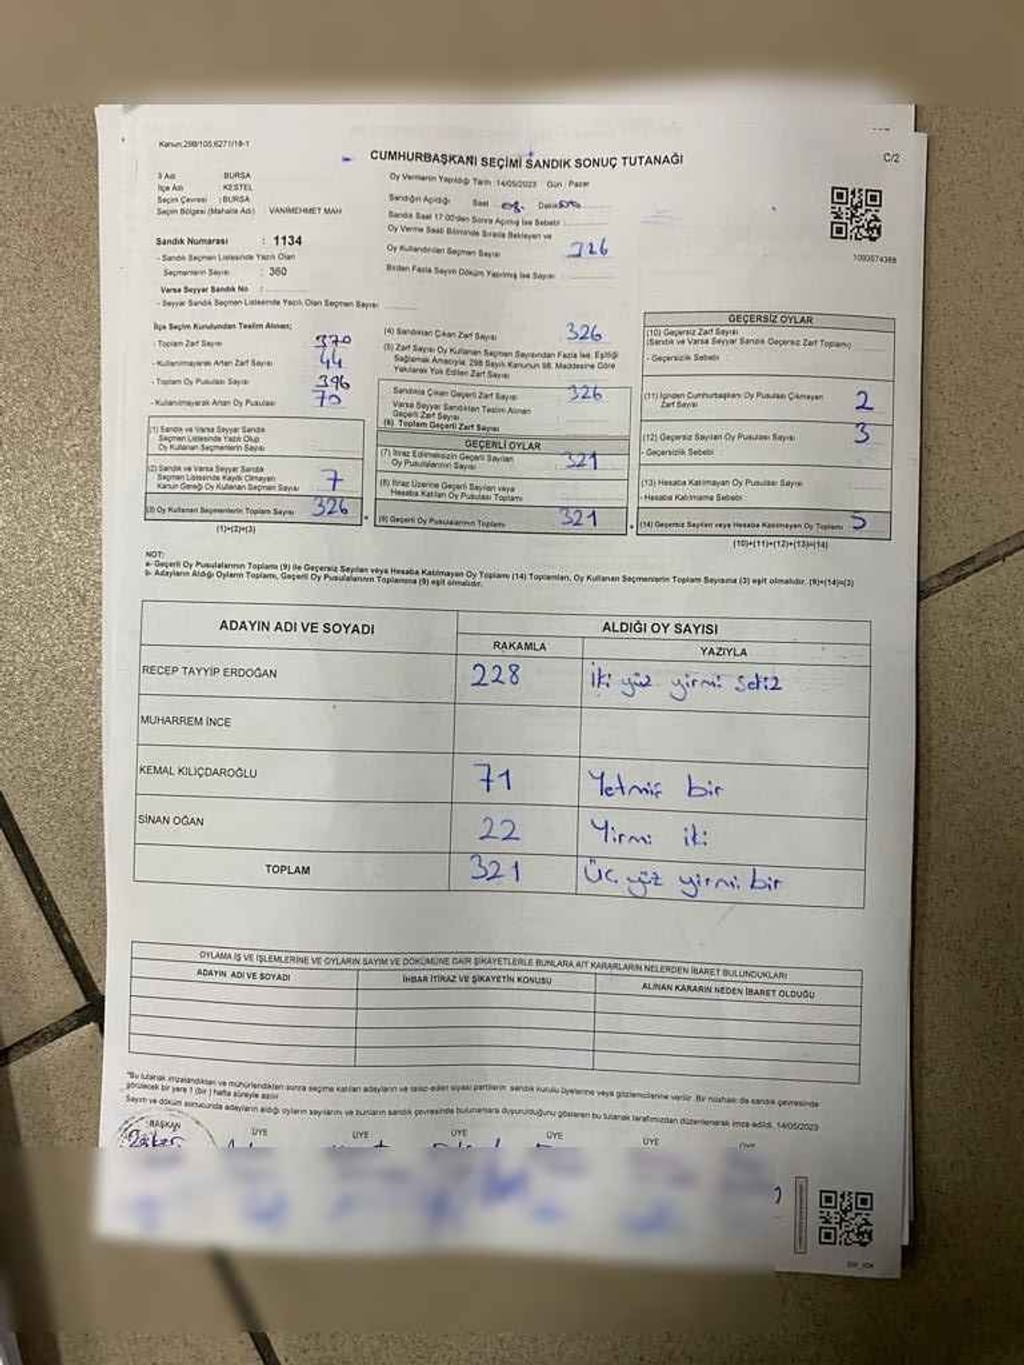 Kanun:298/105,6271/18-1
CUMHURBAŞKANI SEÇİMİ SANDIK SONUÇ TUTANAĞI
C/2
BURSA
İlçe Adı KESTEL
Seçim Çevresi : BURSA
Seçim Bölgesi (Mahalle Adı) VANİMEHMET MAH
Oy Vermenin Yapıldığı Tarih :14/05/2023 Gün : Pazar
Sandığın Açıldığı Saat
Sandık Saat 17:00'den Sonra Açılmış İse Sebebi
Oy Verme Saati Bitiminde Sırada Bekleyen ve
Oy Kullandırılan Seçmen Sayısı 326
Birden Fazla Sayım Döküm Yapılmış İse Sayısı
Sandık Numarası : 1134
- Sandık Seçmen Listesinde Yazılı Olan
Seçmenlerin Sayısı : 360
Varsa Seyyar Sandık No :
- Seyyar Sandık Seçmen Listesinde Yazılı Olan Seçmen Sayısı
İlçe Seçim Kurulundan Teslim Alınan;
- Toplam Zarf Sayısı 370
- Kullanılmayarak Artan Zarf Sayısı 44
- Toplam Oy Pusulası Sayısı 396
- Kullanılmayarak Artan Oy Pusulası 70
(1) Sandık ve Varsa Seyyar Sandık
Seçmen Listesinde Yazılı Olup
Oy Kullanan Seçmenlerin Sayısı
(2) Sandık ve Varsa Seyyar Sandık
Seçmen Listesinde Kaydı Olmayan
Kanun Gereği Oy Kullanan Seçmen Sayısı 7
(3) Oy Kullanan Seçmenlerin Toplam Sayısı 326
(1)+(2)=(3)
(4) Sandıktan Çıkan Zarf Sayısı 326
(5) Zarf Sayısı Oy Kullanan Seçmen Sayısından Fazla İse, Eşitliği
Sağlamak Amacıyla, 298 Sayılı Kanunun 98. Maddesine Göre
Yakılarak Yok Edilen Zarf Sayısı
Sandıkta Çıkan Geçerli Zarf Sayısı 326
Varsa Seyyar Sandıktan Teslim Alınan
Geçerli Zarf Sayısı
(6) Toplam Geçerli Zarf Sayısı
GEÇERLİ OYLAR
(7) İtiraz Edilmeksizin Geçerli Sayılan
Oy Pusulalarının Sayısı 321
(8) İtiraz Üzerine Geçerli Sayılan veya
Hesaba Katılan Oy Pusulası Toplamı
(9) Geçerli Oy Pusulalarının Toplamı 321
GEÇERSİZ OYLAR
(10) Geçersiz Zarf Sayısı
(Sandık ve Varsa Seyyar Sandık Geçersiz Zarf Toplamı)
- Geçersizlik Sebebi
(11) İçinden Cumhurbaşkanı Oy Pusulası Çıkmayan
Zarf Sayısı 2
(12) Geçersiz Sayılan Oy Pusulası Sayısı 3
- Geçersizlik Sebebi
(13) Hesaba Katılmayan Oy Pusulası Sayısı
- Hesaba Katılmama Sebebi
(14) Geçersiz Sayılan veya Hesaba Katılmayan Oy Toplamı 5
(10)+(11)+(12)+(13)=(14)
NOT:
a- Geçerli Oy Pusulalarının Toplamı (9) ile Geçersiz Sayılan veya Hesaba Katılmayan Oy Toplamı (14) Toplamları, Oy Kullanan Seçmenlerin Toplam Sayısına (3) eşit olmalıdır. (9)+(14)=(3)
b- Adayların Aldığı Oyların Toplamı, Geçerli Oy Pusulalarının Toplamına (9) eşit olmalıdır.
ADAYIN ADI VE SOYADI ALDIĞI OY SAYISI
RAKAMLA YAZIYLA
RECEP TAYYİP ERDOĞAN 228 İki yüz yirmi sekiz
MUHARREM İNCE
KEMAL KILIÇDAROĞLU 71 Yetmiş bir
SİNAN OĞAN 22 Yirmi iki
TOPLAM 321 Üç yüz yirmi bir
OYLAMA İŞ VE İŞLEMLERİNE VE OYLARIN SAYIM VE DÖKÜMÜNE DAİR ŞİKAYETLERLE BUNLARA AİT KARARLARIN NELERDEN İBARET BULUNDUKLARI
ADAYIN ADI VE SOYADI İHBAR İTİRAZ VE ŞİKAYETİN KONUSU ALINAN KARARIN NEDEN İBARET OLDUĞU
"Bu tutanak imzalandıktan ve mühürlendikten sonra seçime katılan adayların ve talep eden siyasi partilerin sandık kurulu üyelerine veya gözlemcilerine verilir. Bir nüshası da sandık çevresinde
görülecek bir yere 1 (bir) hafta süreyle asılır
Sayım ve döküm sonucunda adayların aldığı oyların sayılarını ve bunların sandık çevresinde bulunanlara duyurulduğunu gösteren bu tutanak tarafımızdan düzenlenerek imza edildi. 14/05/2023
BAŞKAN ÜYE ÜYE ÜYE ÜYE ÜYE